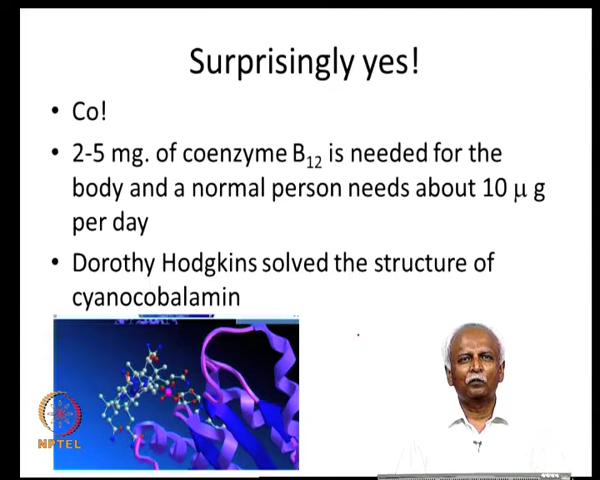 Surprisingly yes!
• Co!
• 2-5 mg. of coenzyme B₁₂ is needed for the
body and a normal person needs about 10 μ g
per day
• Dorothy Hodgkins solved the structure of
cyanocobalamin
NPTEL